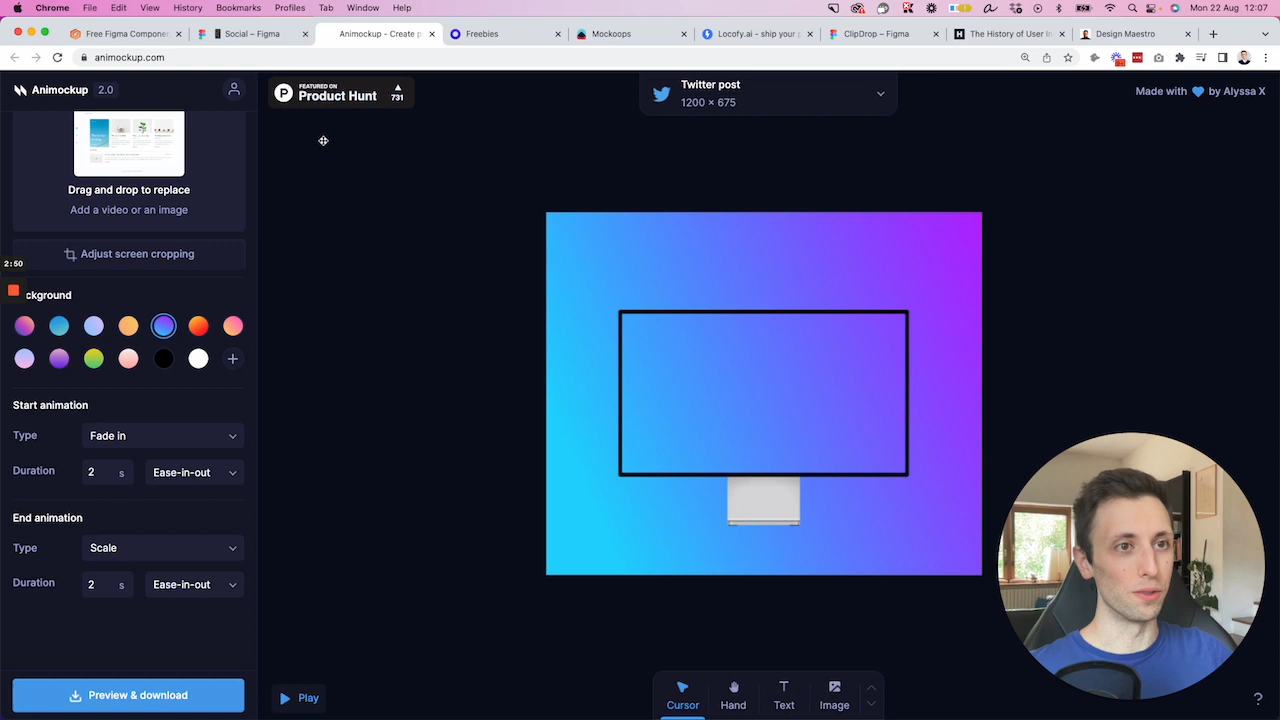 Chrome File Edit View History Bookmarks Profiles Tab Window Help Mon 22 Aug 12:07
Free Figma Componen Social – Figma Animockup - Create p Freebies Mockoops Locofy.ai - ship your p ClipDrop – Figma The History of User In Design Maestro
animockup.com
Animockup 2.0
FEATURED ON
Product Hunt
731
Twitter post
1200 × 675
Made with by Alyssa X
Drag and drop to replace
Add a video or an image
Adjust screen cropping
2:50
ckground
Start animation
Type Fade in
Duration 2 s Ease-in-out
End animation
Type Scale
Duration 2 s Ease-in-out
Preview & download
Play
Cursor Hand Text Image
?